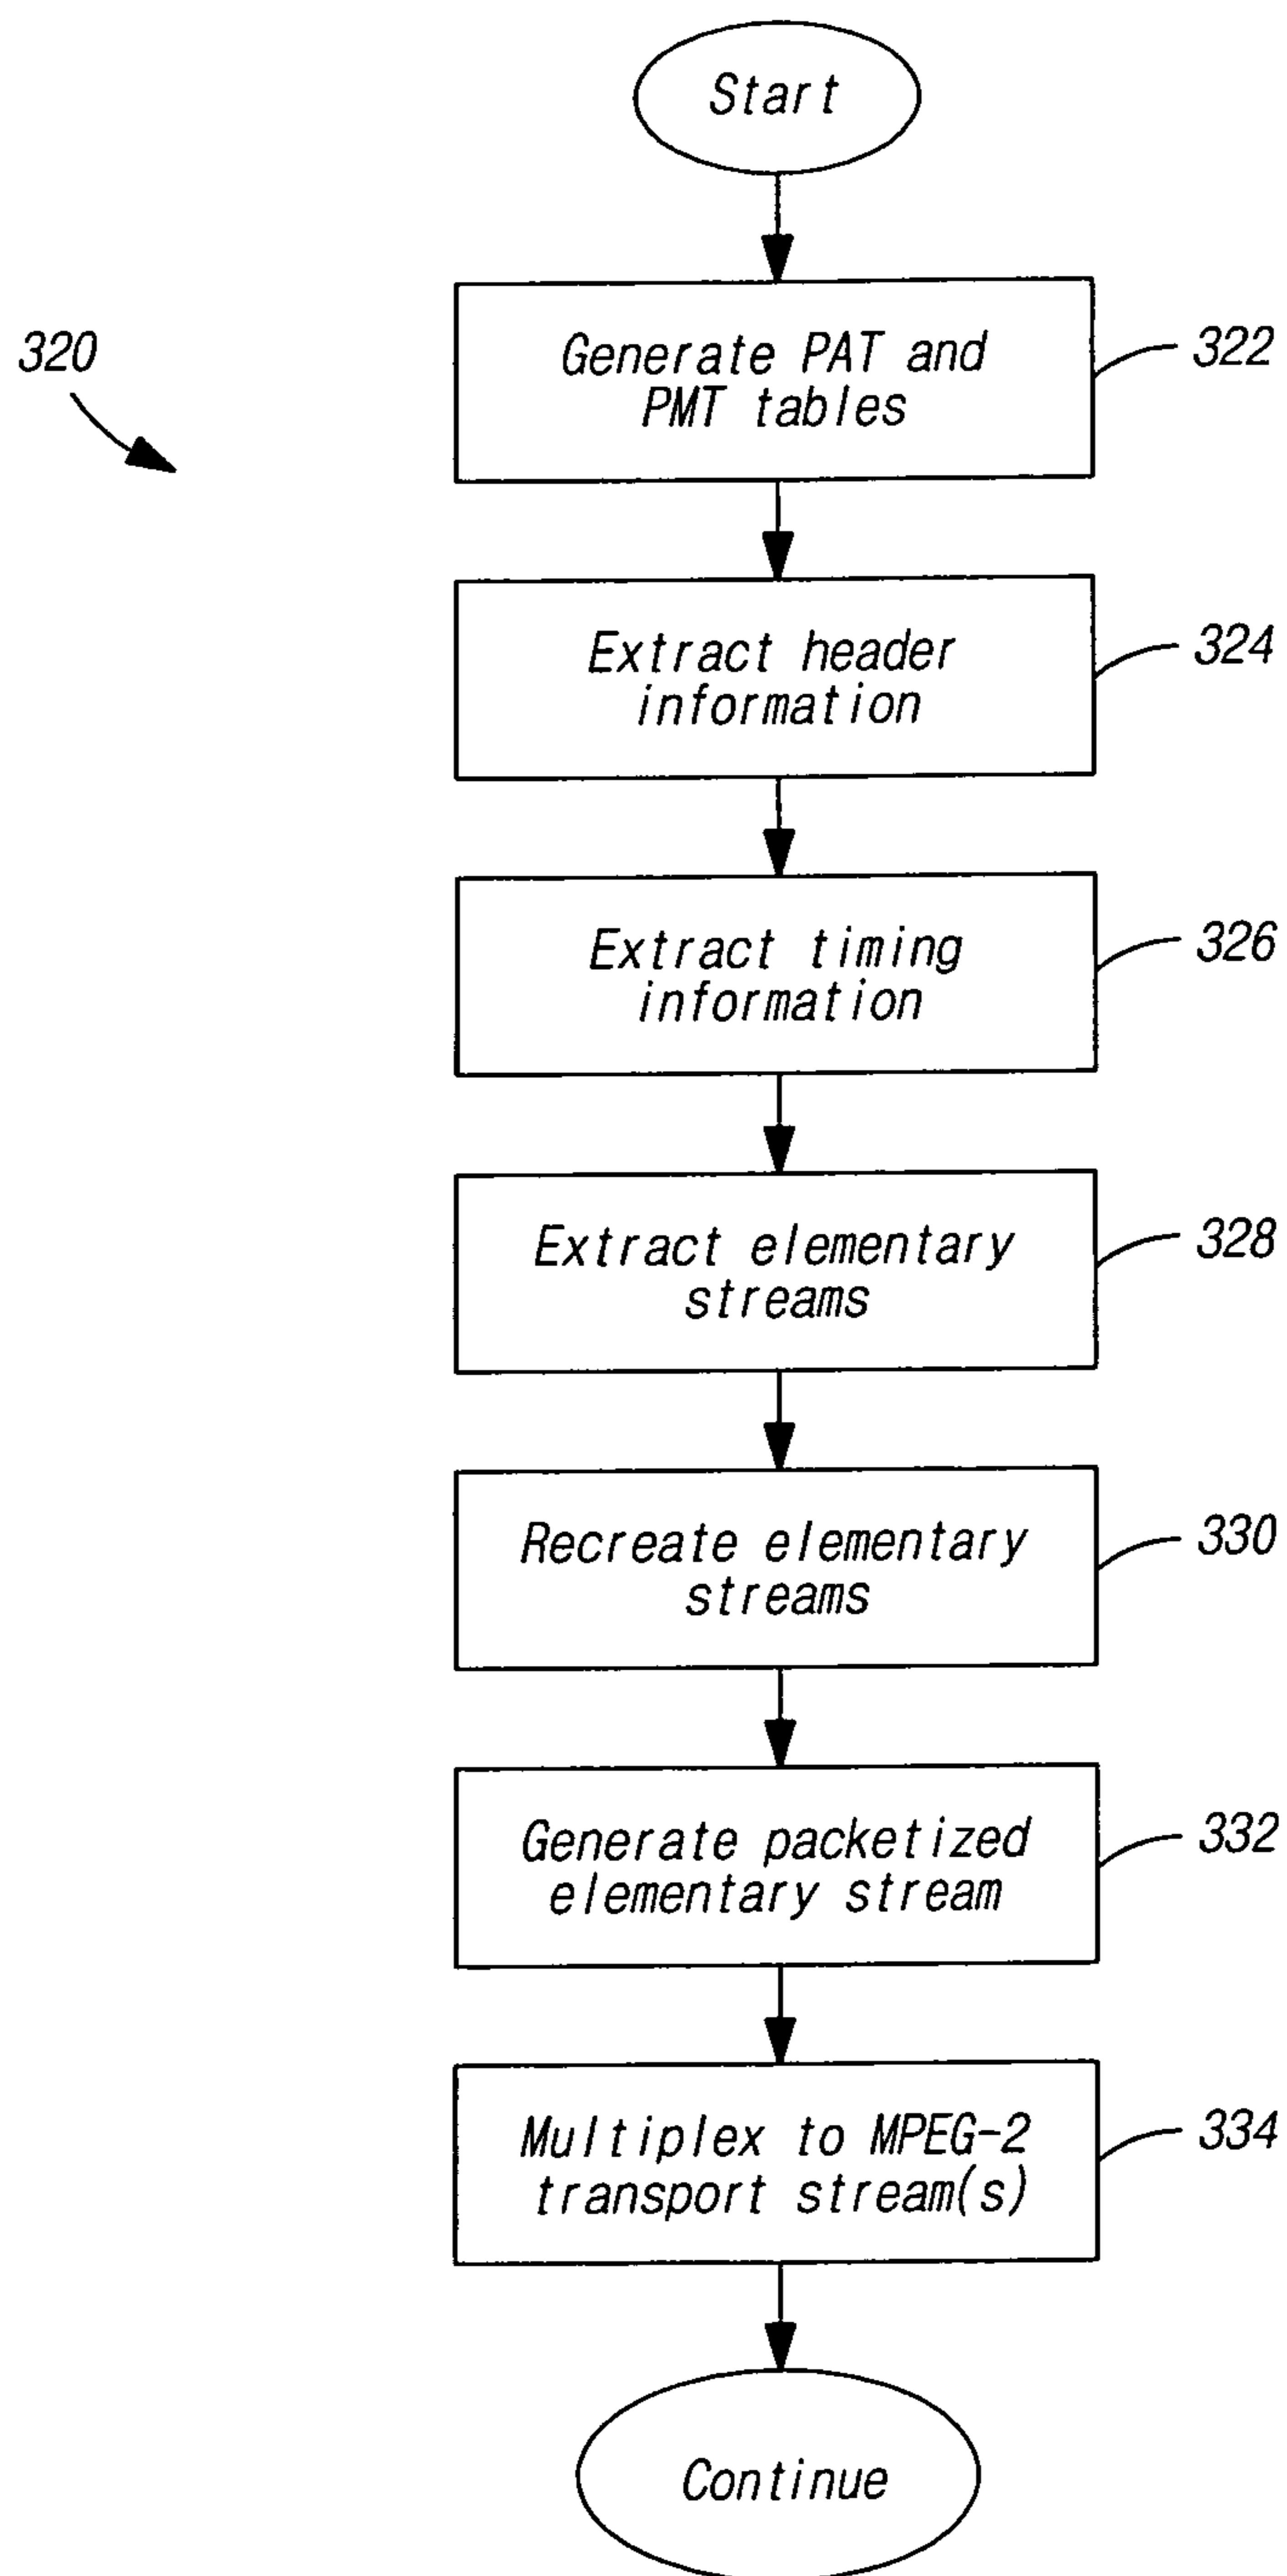 Start
320
Generate PAT and
PMT tables
322
Extract header
information
324
Extract timing
information
326
Extract elementary
streams
328
Recreate elementary
streams
330
Generate packetized
elementary stream
332
Multiplex to MPEG-2
transport stream(s)
334
Continue